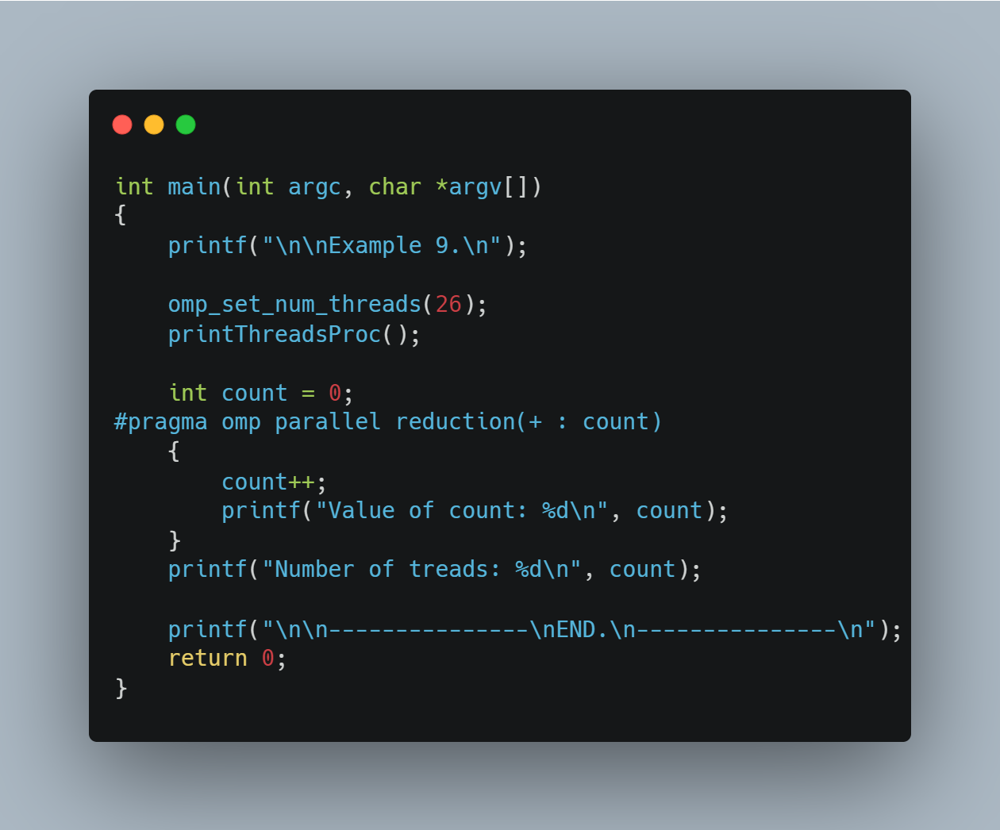 int main(int argc, char *argv[])
{
    printf("\n\nExample 9.\n");

    omp_set_num_threads(26);
    printThreadsProc();

    int count = 0;
#pragma omp parallel reduction(+ : count)
    {
        count++;
        printf("Value of count: %d\n", count);
    }
    printf("Number of treads: %d\n", count);

    printf("\n\n---------------\nEND.\n---------------\n");
    return 0;
}